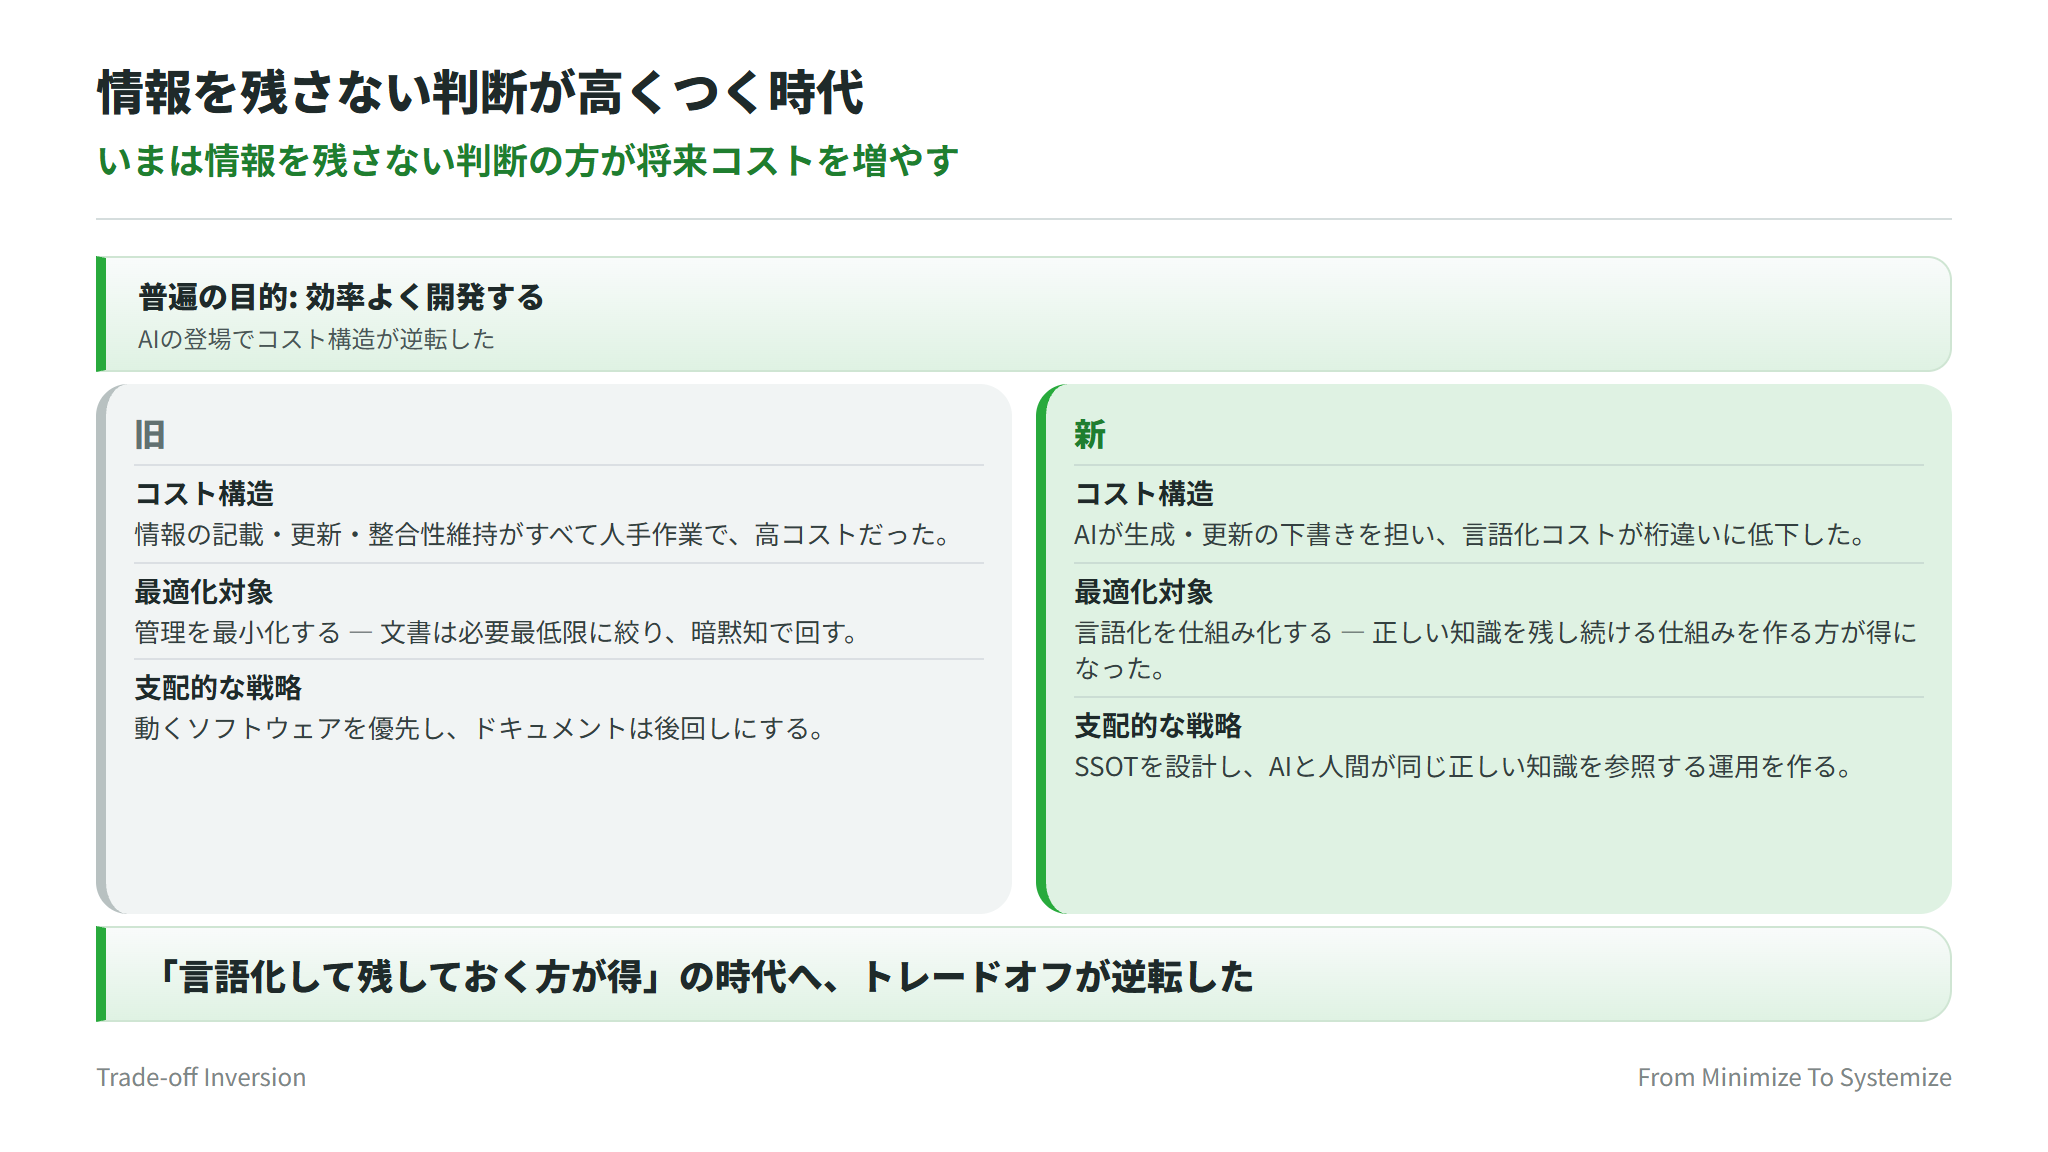 情報を残さない判断が高くつく時代
いまは情報を残さない判断の方が将来コストを増やす
普遍の目的: 効率よく開発する
AIの登場でコスト構造が逆転した
旧
コスト構造
情報の記載・更新・整合性維持がすべて人手作業で、高コストだった。
最適化対象
管理を最小化する — 文書は必要最低限に絞り、暗黙知で回す。
支配的な戦略
動くソフトウェアを優先し、ドキュメントは後回しにする。
新
コスト構造
AIが生成・更新の下書きを担い、言語化コストが桁違いに低下した。
最適化対象
言語化を仕組み化する — 正しい知識を残し続ける仕組みを作る方が得に
なった。
支配的な戦略
SSOTを設計し、AIと人間が同じ正しい知識を参照する運用を作る。
「言語化して残しておく方が得」の時代へ、トレードオフが逆転した
Trade-off Inversion
From Minimize To Systemize